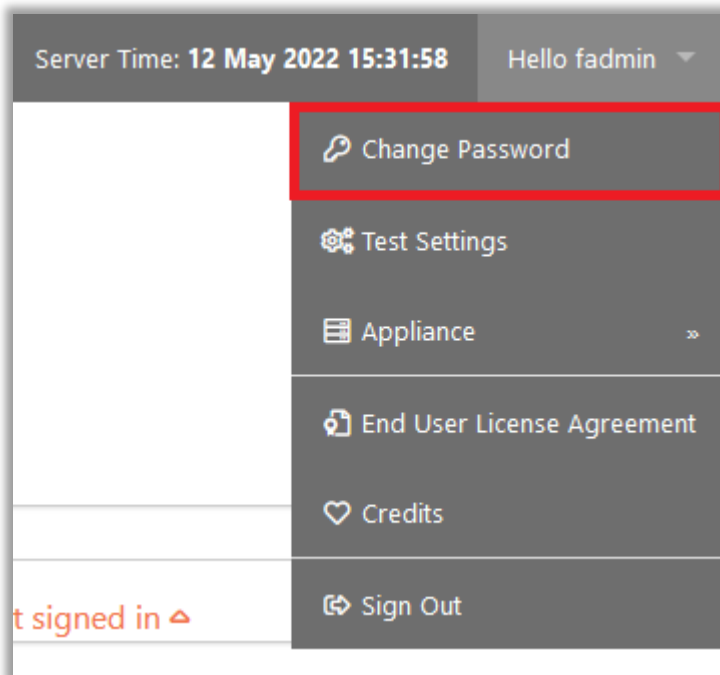 Server Time: 12 May 2022 15:31:58 Hello fadmin
Change Password
Test Settings
Appliance »
End User License Agreement
Credits
Sign Out
t signed in